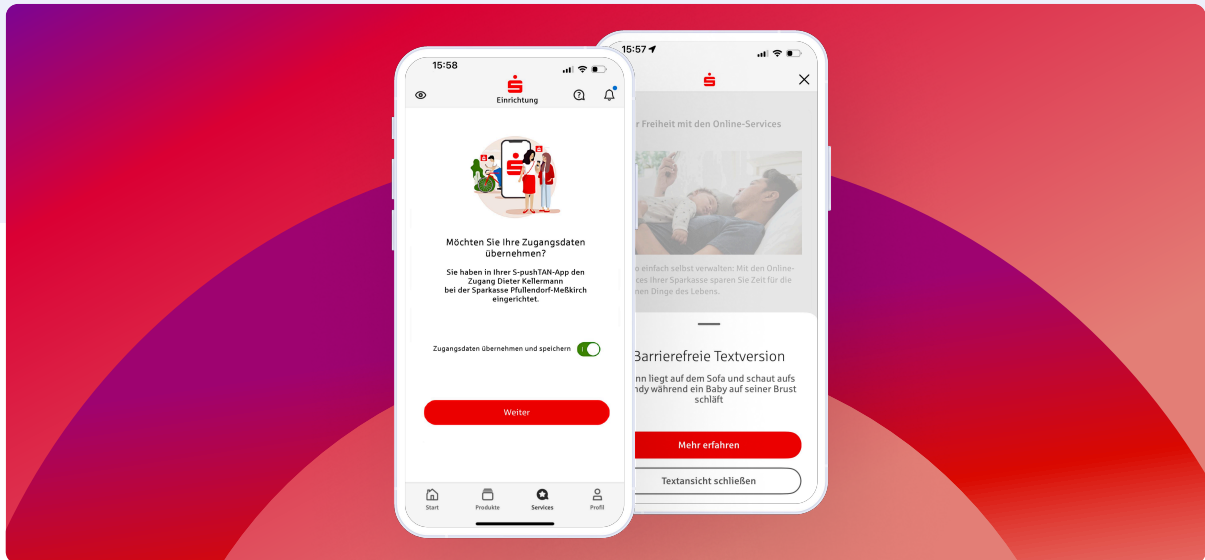 15:58
Einrichtung
Möchten Sie Ihre Zugangsdaten
übernehmen?
Sie haben in Ihrer S-pushTAN-App den
Zugang Dieter Kellermann
bei der Sparkasse Pfullendorf-Meßkirch
eingerichtet.
Zugangsdaten übernehmen und speichern
Weiter
Start
Produkte
Services
Profil
15:57
r Freiheit mit den Online-Services
o einfach selbst verwalten: Mit den Online-
ces Ihrer Sparkasse sparen Sie Zeit für die
nen Dinge des Lebens.
Barrierefreie Textversion
nn liegt auf dem Sofa und schaut aufs
ndy während ein Baby auf seiner Brust
schläft
Mehr erfahren
Textansicht schließen